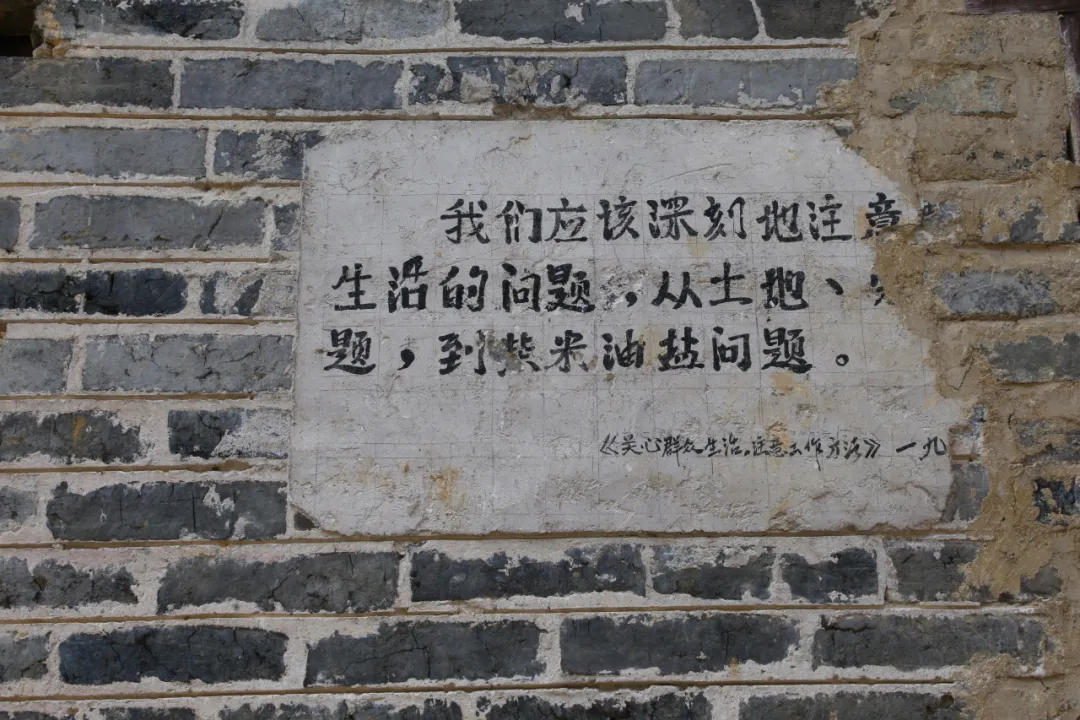 我们应该深刻地注意
生活的问题,从土地、
题,到柴米油盐问题。
《关心群众生活,注意工作方法》一九